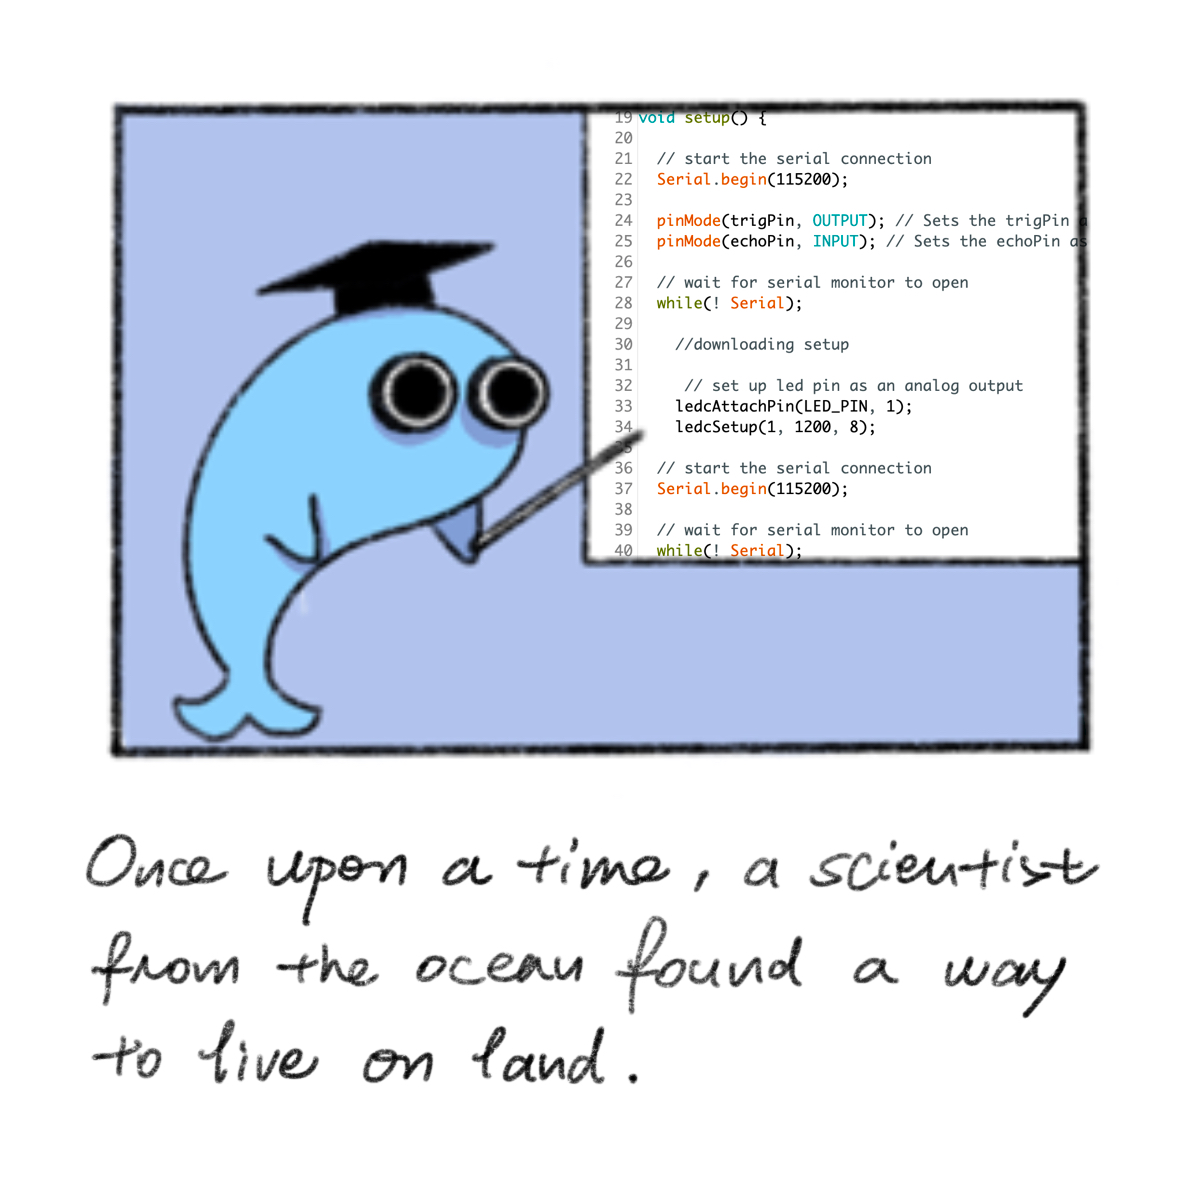 19 void setup() {
20
21 // start the serial connection
22 Serial.begin(115200);
23
24 pinMode(trigPin, OUTPUT); // Sets the trigPin a
25 pinMode(echoPin, INPUT); // Sets the echoPin as
26
27 // wait for serial monitor to open
28 while(! Serial);
29
30 //downloading setup
31
32 // set up led pin as an analog output
33 ledcAttachPin(LED_PIN, 1);
34 ledcSetup(1, 1200, 8);
35
36 // start the serial connection
37 Serial.begin(115200);
38
39 // wait for serial monitor to open
40 while(! Serial);
Once upon a time, a scientist
from the ocean found a way
to live on land.